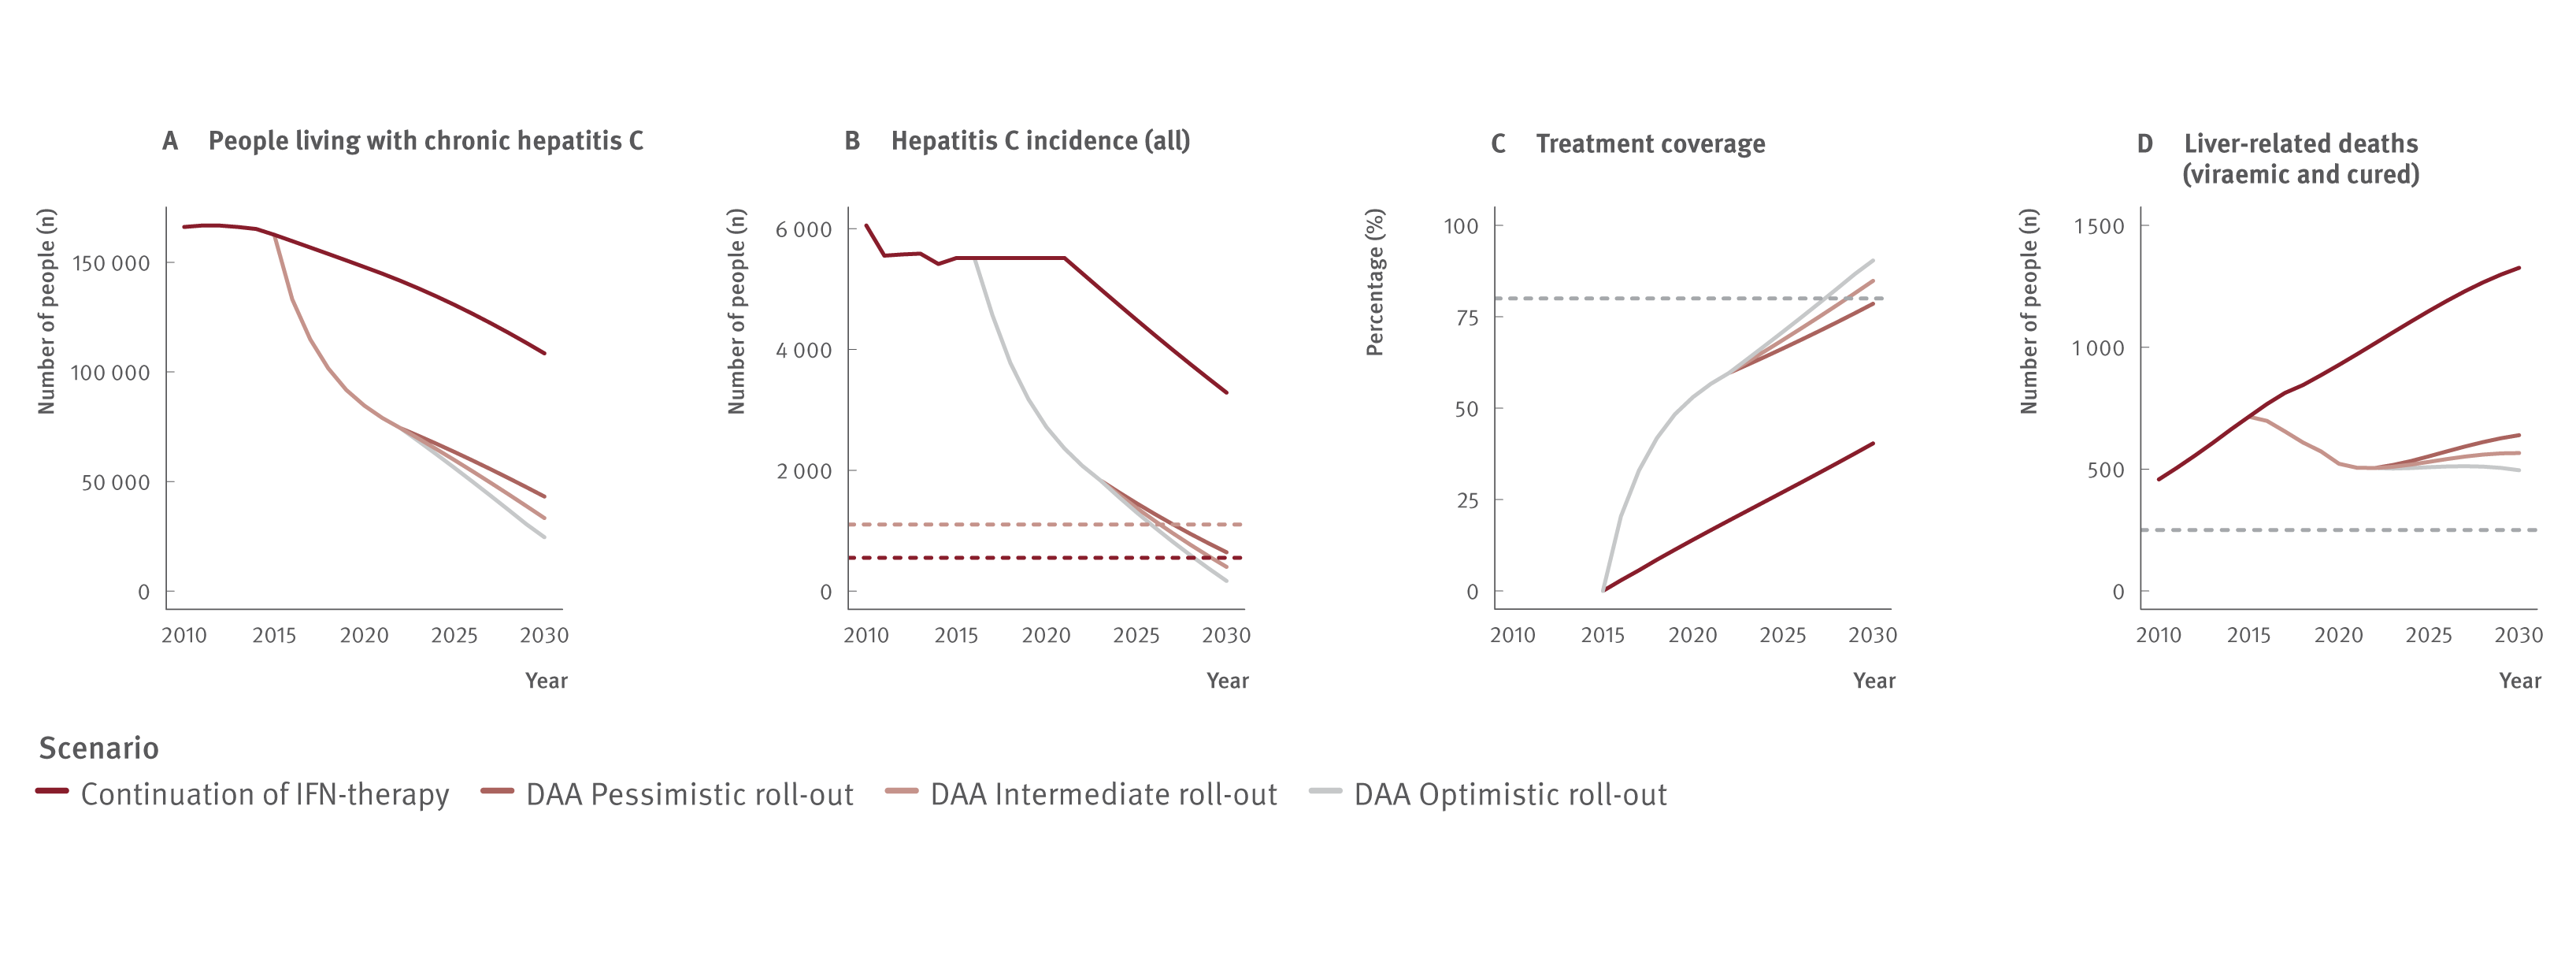 A People living with chronic hepatitis C
Number of people (n)
150 000
100 000
50 000
0
2010 2015 2020 2025 2030
Year
B Hepatitis C incidence (all)
Number of people (n)
6 000
4 000
2 000
0
2010 2015 2020 2025 2030
Year
C Treatment coverage
Percentage (%)
100
75
50
25
0
2010 2015 2020 2025 2030
Year
D Liver-related deaths
(viraemic and cured)
Number of people (n)
1 500
1 000
500
0
2010 2015 2020 2025 2030
Year
Scenario
Continuation of IFN-therapy DAA Pessimistic roll-out DAA Intermediate roll-out DAA Optimistic roll-out